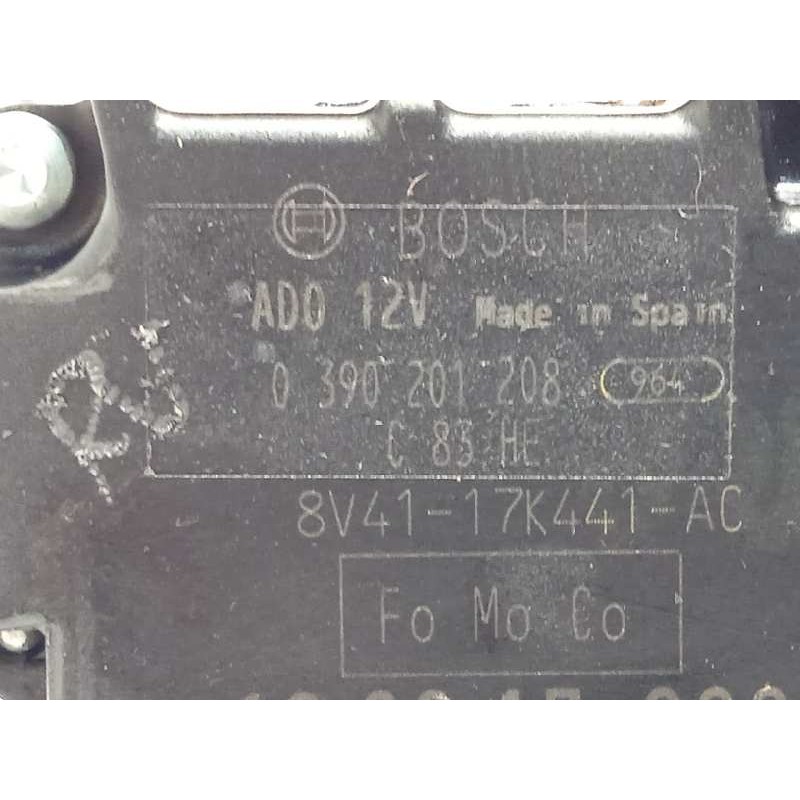 BOSCH
ADO 12V Made in Spain
0 390 201 208 964
C 83 HE
8V41-17K441-AC
Fo Mo Co